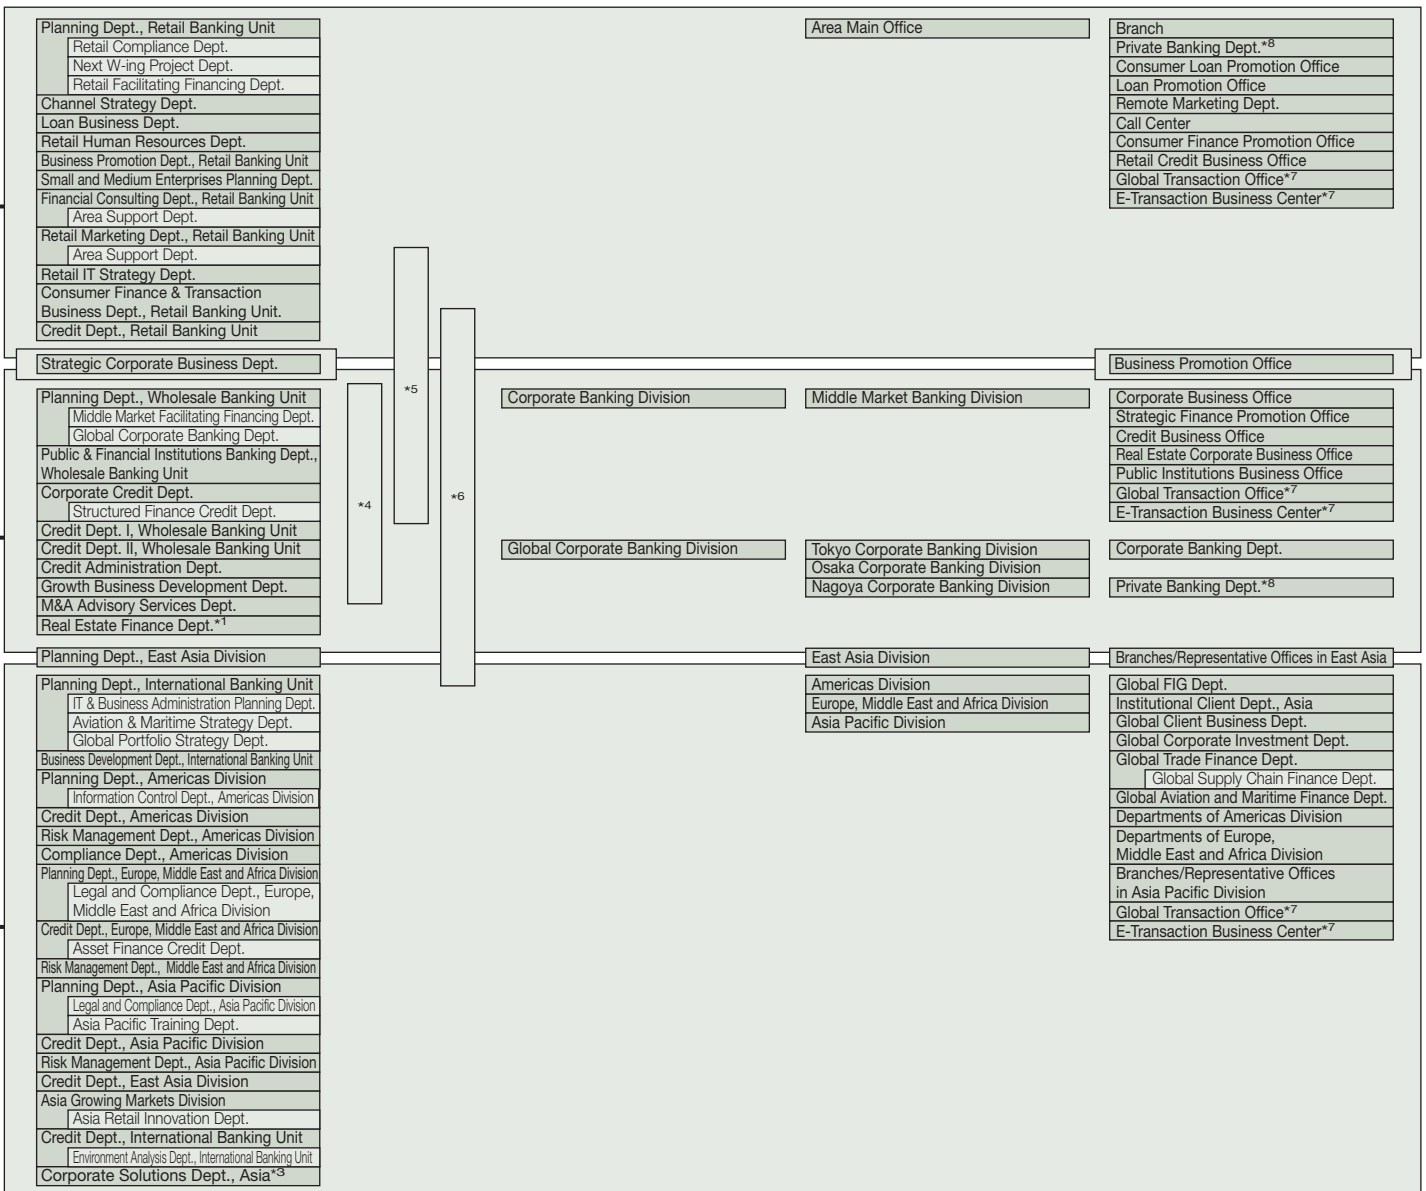 Planning Dept., Retail Banking Unit
Retail Compliance Dept.
Next W-ing Project Dept.
Retail Facilitating Financing Dept.
Channel Strategy Dept.
Loan Business Dept.
Retail Human Resources Dept.
Business Promotion Dept., Retail Banking Unit
Small and Medium Enterprises Planning Dept.
Financial Consulting Dept., Retail Banking Unit
Area Support Dept.
Retail Marketing Dept., Retail Banking Unit
Area Support Dept.
Retail IT Strategy Dept.
Consumer Finance & Transaction
Business Dept., Retail Banking Unit.
Credit Dept., Retail Banking Unit
Area Main Office
Branch
Private Banking Dept.*8
Consumer Loan Promotion Office
Loan Promotion Office
Remote Marketing Dept.
Call Center
Consumer Finance Promotion Office
Retail Credit Business Office
Global Transaction Office*7
E-Transaction Business Center*7
Strategic Corporate Business Dept.
Business Promotion Office
Planning Dept., Wholesale Banking Unit
Middle Market Facilitating Financing Dept.
Global Corporate Banking Dept.
Public & Financial Institutions Banking Dept.,
Wholesale Banking Unit
Corporate Credit Dept.
Structured Finance Credit Dept.
Credit Dept. I, Wholesale Banking Unit
Credit Dept. II, Wholesale Banking Unit
Credit Administration Dept.
Growth Business Development Dept.
M&A Advisory Services Dept.
Real Estate Finance Dept.*1
*4
*5
*6
Corporate Banking Division
Global Corporate Banking Division
Middle Market Banking Division
Tokyo Corporate Banking Division
Osaka Corporate Banking Division
Nagoya Corporate Banking Division
Corporate Business Office
Strategic Finance Promotion Office
Credit Business Office
Real Estate Corporate Business Office
Public Institutions Business Office
Global Transaction Office*7
E-Transaction Business Center*7
Corporate Banking Dept.
Private Banking Dept.*8
Planning Dept., East Asia Division
East Asia Division
Branches/Representative Offices in East Asia
Planning Dept., International Banking Unit
IT & Business Administration Planning Dept.
Aviation & Maritime Strategy Dept.
Global Portfolio Strategy Dept.
Business Development Dept., International Banking Unit
Planning Dept., Americas Division
Information Control Dept., Americas Division
Credit Dept., Americas Division
Risk Management Dept., Americas Division
Compliance Dept., Americas Division
Planning Dept., Europe, Middle East and Africa Division
Legal and Compliance Dept., Europe,
Middle East and Africa Division
Credit Dept., Europe, Middle East and Africa Division
Asset Finance Credit Dept.
Risk Management Dept., Middle East and Africa Division
Planning Dept., Asia Pacific Division
Legal and Compliance Dept., Asia Pacific Division
Asia Pacific Training Dept.
Credit Dept., Asia Pacific Division
Risk Management Dept., Asia Pacific Division
Credit Dept., East Asia Division
Asia Growing Markets Division
Asia Retail Innovation Dept.
Credit Dept., International Banking Unit
Environment Analysis Dept., International Banking Unit
Corporate Solutions Dept., Asia*3
Americas Division
Europe, Middle East and Africa Division
Asia Pacific Division
Global FIG Dept.
Institutional Client Dept., Asia
Global Client Business Dept.
Global Corporate Investment Dept.
Global Trade Finance Dept.
Global Supply Chain Finance Dept.
Global Aviation and Maritime Finance Dept.
Departments of Americas Division
Departments of Europe,
Middle East and Africa Division
Branches/Representative Offices
in Asia Pacific Division
Global Transaction Office*7
E-Transaction Business Center*7